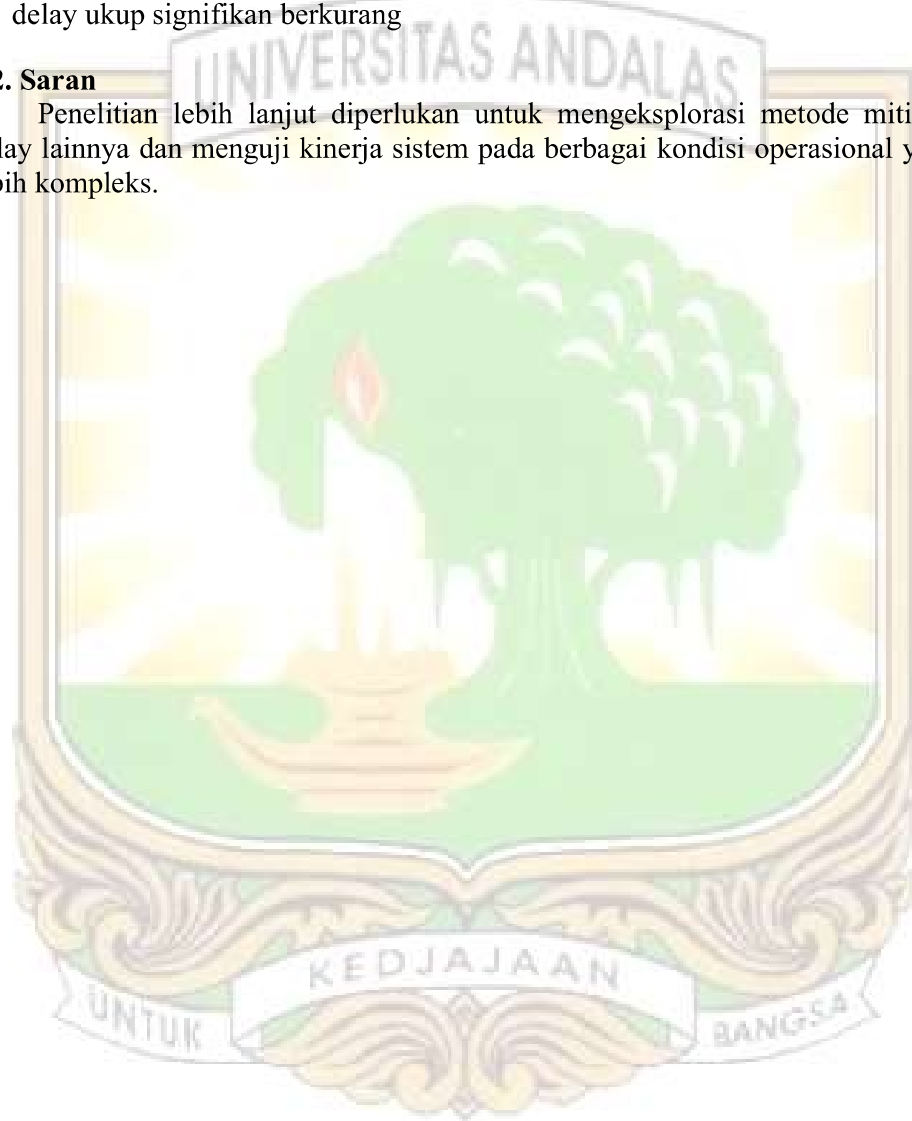 delay ukup signifikan berkurang
UNIVERSITAS ANDALAS
2. Saran
Penelitian lebih lanjut diperlukan untuk mengeksplorasi metode miti
lay lainnya dan menguji kinerja sistem pada berbagai kondisi operasional y
bih kompleks.
KEDJAJAAN
UNTUK
BANGSA